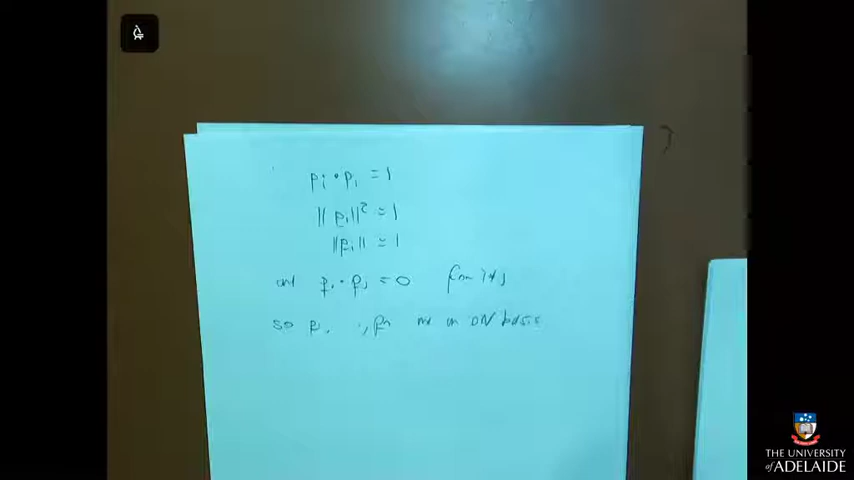 pᵢ · pᵢ = 1
||pᵢ||² = 1
||pᵢ|| = 1
and pᵢ · pⱼ = 0 for i ≠ j
so p₁ ..., pₙ an ON basis
THE UNIVERSITY
of ADELAIDE